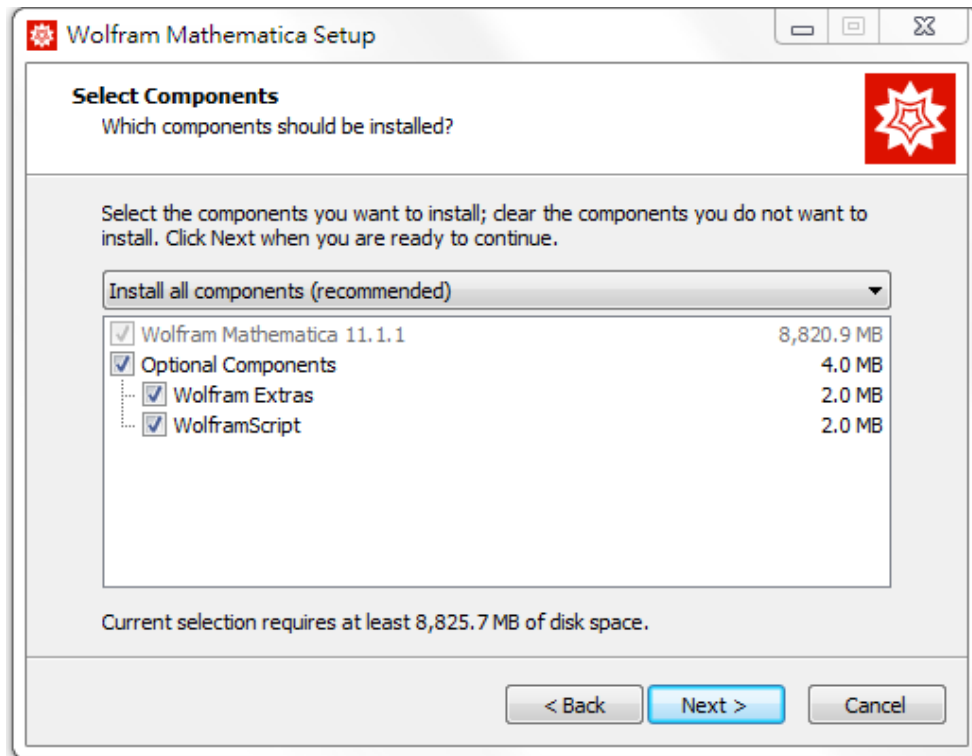 Wolfram Mathematica Setup
Select Components
Which components should be installed?
Select the components you want to install; clear the components you do not want to
install. Click Next when you are ready to continue.
Install all components (recommended)
Wolfram Mathematica 11.1.1 8,820.9 MB
Optional Components 4.0 MB
Wolfram Extras 2.0 MB
WolframScript 2.0 MB
Current selection requires at least 8,825.7 MB of disk space.
< Back Next > Cancel